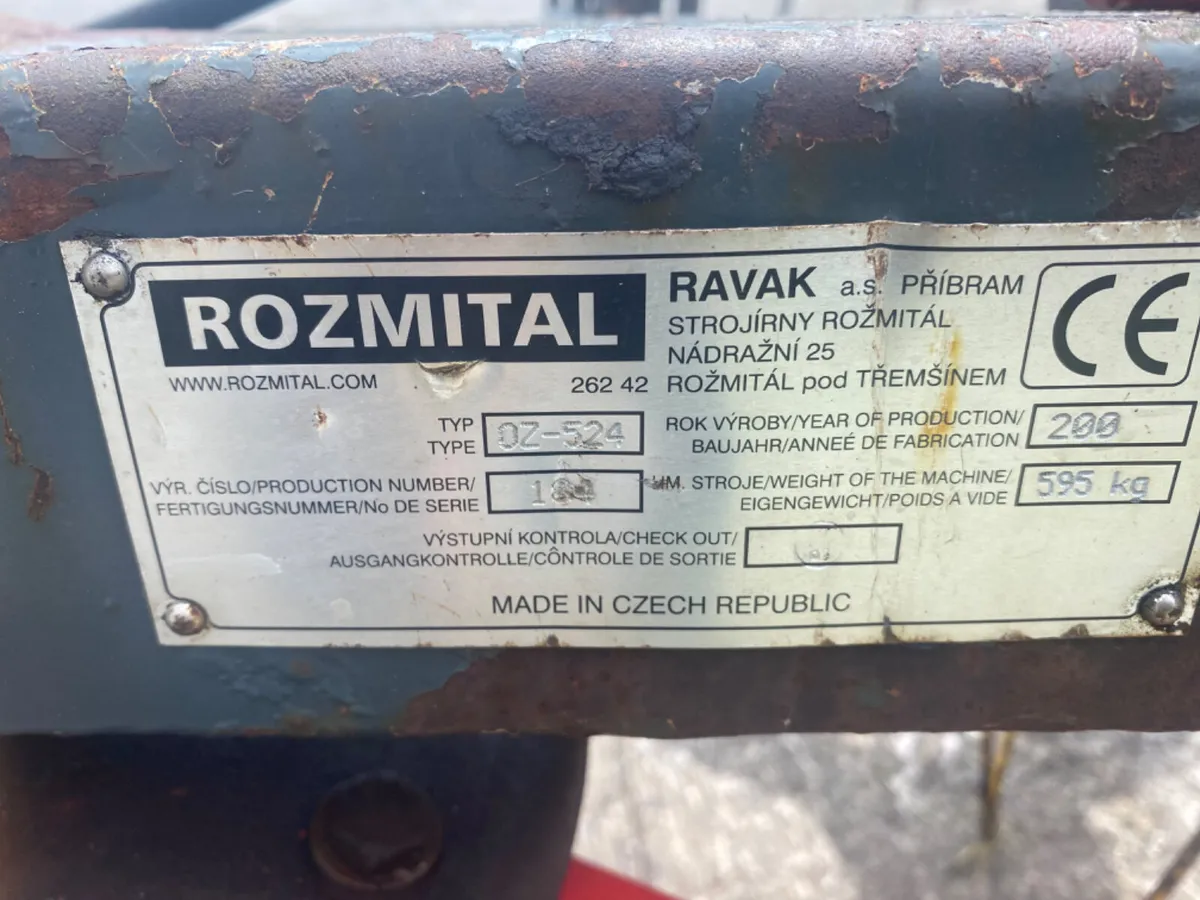 ROZMITAL
WWW.ROZMITAL.COM
RAVAK a.s. PŘÍBRAM
STROJÍRNY ROŽMITÁL
NÁDRAŽNÍ 25
262 42 ROŽMITÁL pod TŘEMŠÍNEM
CE
TYP
TYPE
OZ-524
ROK VÝROBY/YEAR OF PRODUCTION/
BAUJAHR/ANNEÉ DE FABRICATION
200
VÝR. ČÍSLO/PRODUCTION NUMBER/
FERTIGUNGSNUMMER/No DE SERIE
STROJE/WEIGHT OF THE MACHINE/
EIGENGEWICHT/POIDS A VIDE
595 kg
VÝSTUPNÍ KONTROLA/CHECK OUT/
AUSGANGKONTROLLE/CÔNTROLE DE SORTIE
MADE IN CZECH REPUBLIC